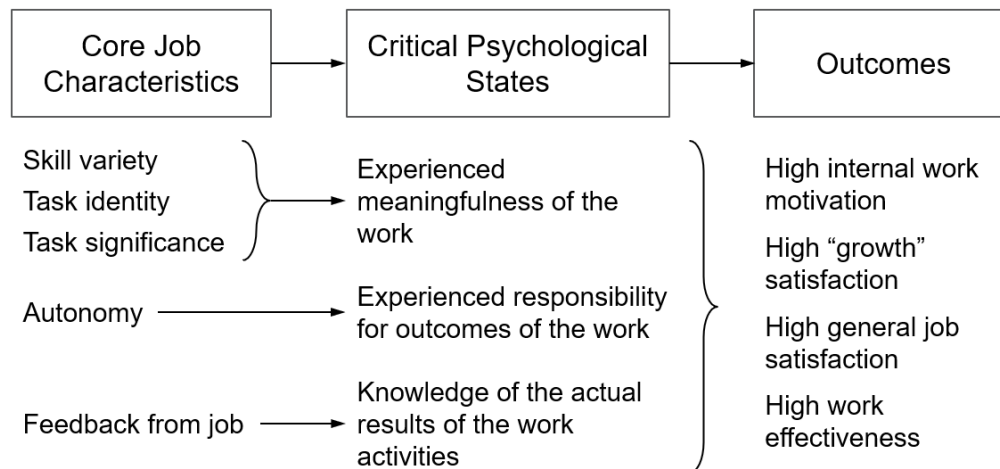 Core Job
Characteristics
Critical Psychological
States
Outcomes
Skill variety
Task identity
Task significance
Experienced
meaningfulness of the
work
Autonomy
Experienced responsibility
for outcomes of the work
Feedback from job
Knowledge of the actual
results of the work
activities
High internal work
motivation
High “growth”
satisfaction
High general job
satisfaction
High work
effectiveness